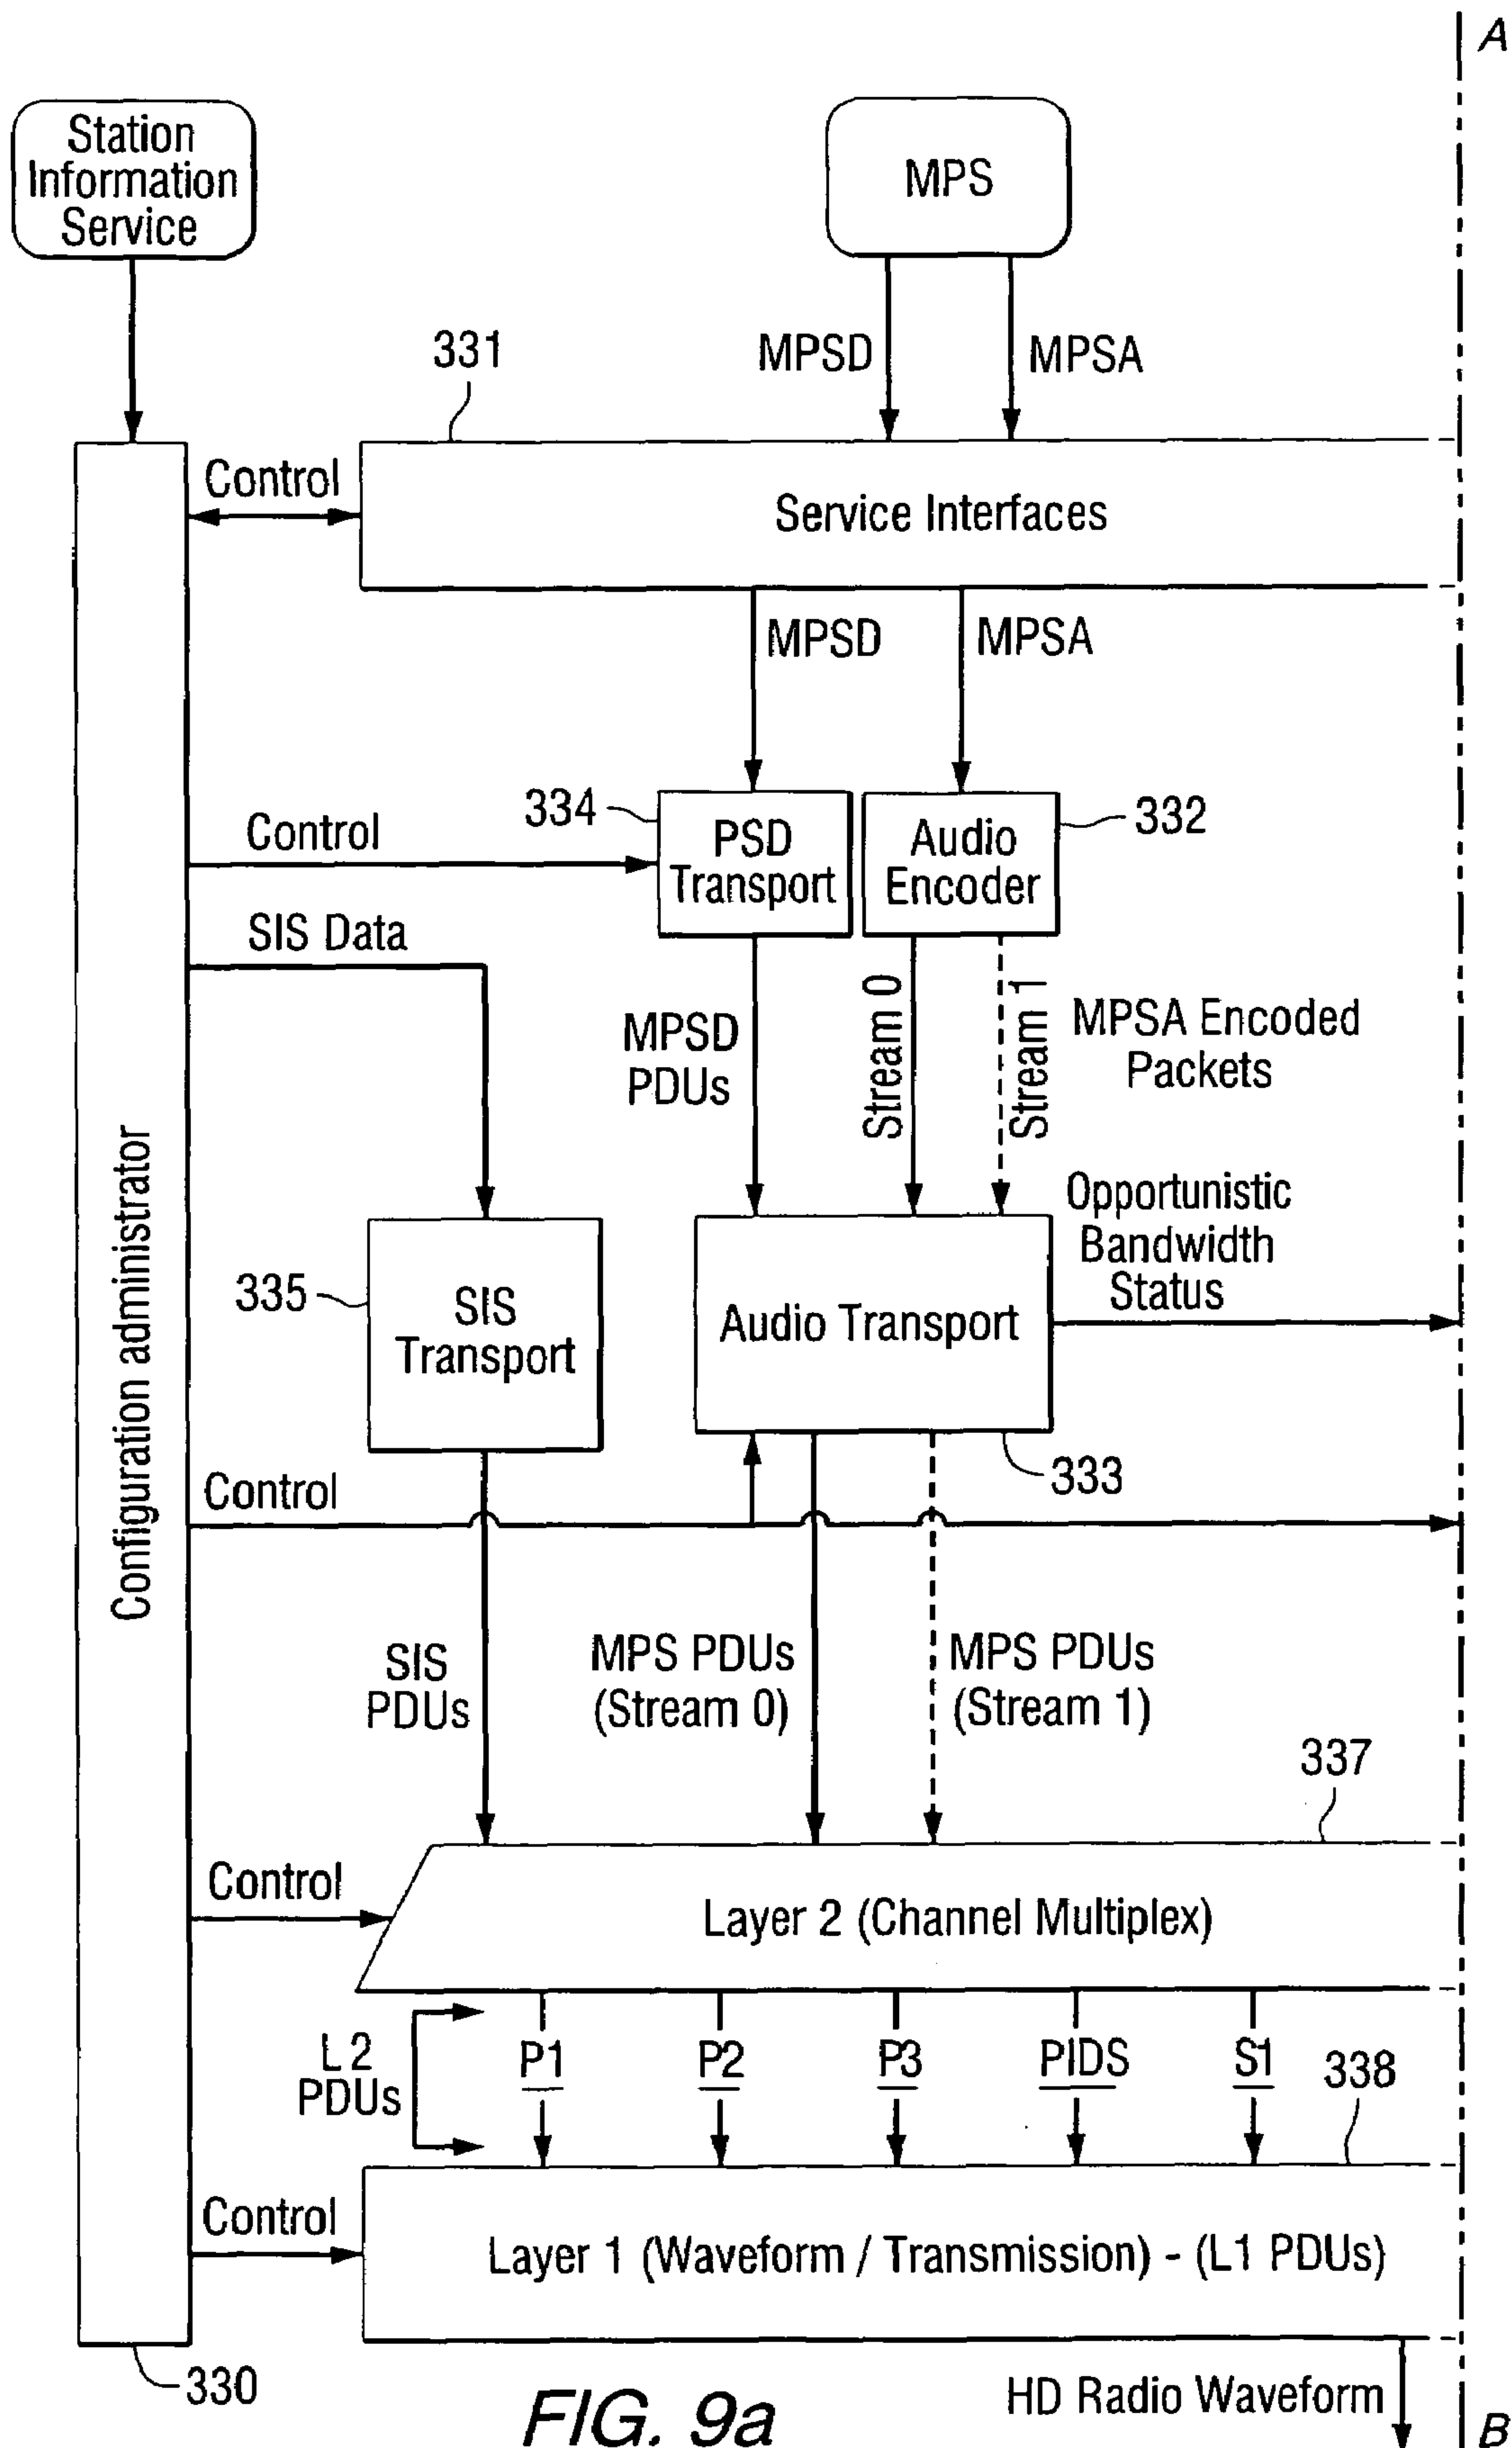 A
Station
Information
Service
MPS
331
MPSD
MPSA
Control
Service Interfaces
MPSD
MPSA
334
PSD
Transport
Audio
Encoder
332
Control
SIS Data
MPSD
PDUs
Stream 0
Stream 1
MPSA Encoded
Packets
Configuration administrator
335
SIS
Transport
Audio Transport
Opportunistic
Bandwidth
Status
333
Control
SIS
PDUs
MPS PDUs
(Stream 0)
MPS PDUs
(Stream 1)
337
Control
Layer 2 (Channel Multiplex)
L 2
PDUs
P1
P2
P3
PIDS
S1
338
Control
Layer 1 (Waveform / Transmission) - (L1 PDUs)
330
HD Radio Waveform
FIG. 9a
B